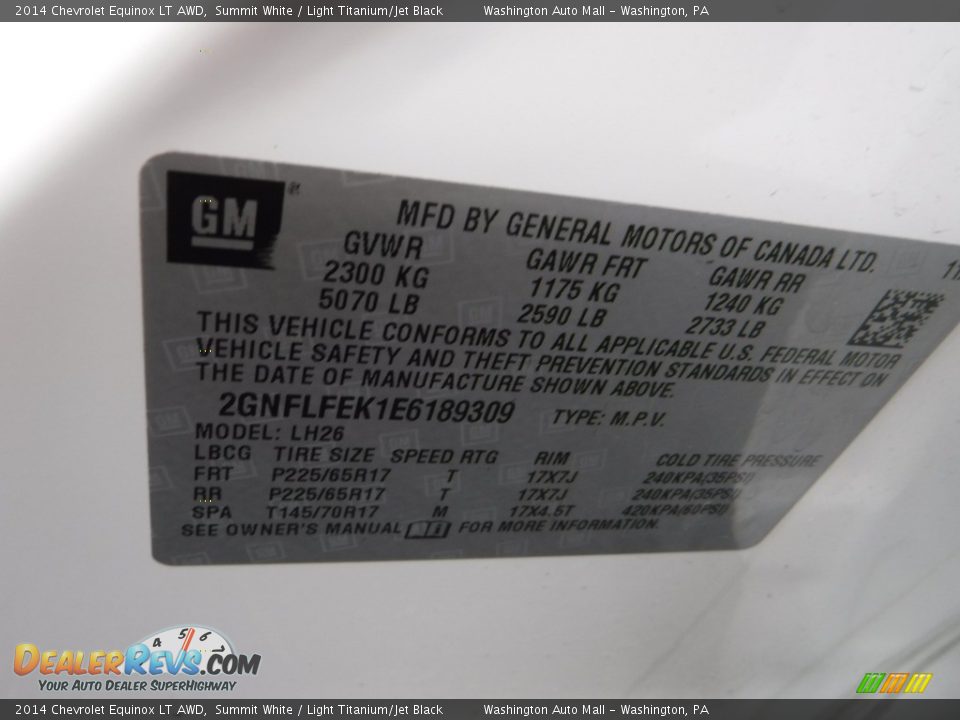 2014 Chevrolet Equinox LT AWD, Summit White / Light Titanium/Jet Black Washington Auto Mall - Washington, PA
GM
MFD BY GENERAL MOTORS OF CANADA LTD.
GVWR GAWR FRT GAWR RR
2300 KG 1175 KG 1240 KG
5070 LB 2590 LB 2733 LB
THIS VEHICLE CONFORMS TO ALL APPLICABLE U.S. FEDERAL MOTOR
VEHICLE SAFETY AND THEFT PREVENTION STANDARDS IN EFFECT ON
THE DATE OF MANUFACTURE SHOWN ABOVE.
2GNFLFEK1E6189309 TYPE: M.P.V.
MODEL: LH26
LBCG TIRE SIZE SPEED RTG RIM COLD TIRE PRESSURE
FRT P225/65R17 T 17X7J 240KPA(35PSI)
RR P225/65R17 T 17X7J 240KPA(35PSI)
SPA T145/70R17 M 17X4.5T 420KPA(60PSI)
SEE OWNER'S MANUAL FOR MORE INFORMATION.
4 5 6
DEALERREVS.COM
YOUR AUTO DEALER SUPERHIGHWAY
2014 Chevrolet Equinox LT AWD, Summit White / Light Titanium/Jet Black Washington Auto Mall - Washington, PA